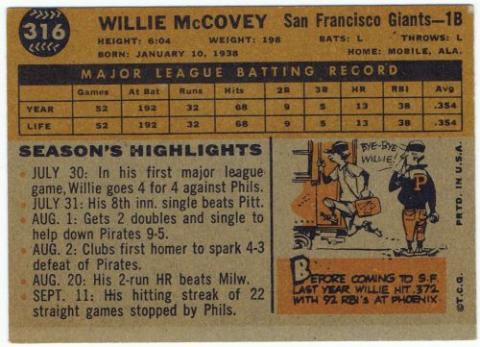 316
WILLIE McCOVEY San Francisco Giants—1B
HEIGHT: 6:04 WEIGHT: 198 BATS: L THROWS: L
BORN: JANUARY 10, 1938 HOME: MOBILE, ALA.
MAJOR LEAGUE BATTING RECORD
Games At Bat Runs Hits 2B 3B HR RBI Avg
YEAR 52 192 32 68 9 5 13 38 .354
LIFE 52 192 32 68 9 5 13 38 .354
SEASON'S HIGHLIGHTS
• JULY 30: In his first major league
game, Willie goes 4 for 4 against Phils.
• JULY 31: His 8th inn. single beats Pitt.
• AUG. 1: Gets 2 doubles and single to
help down Pirates 9-5.
• AUG. 2: Clubs first homer to spark 4-3
defeat of Pirates.
• AUG. 20: His 2-run HR beats Milw.
• SEPT. 11: His hitting streak of 22
straight games stopped by Phils.
BYE-BYE
WILLIE!
P
BEFORE COMING TO S.F.
LAST YEAR WILLIE HIT .372
WITH 92 RBI'S AT PHOENIX.
©T.C.G. PRTD. IN U.S.A.